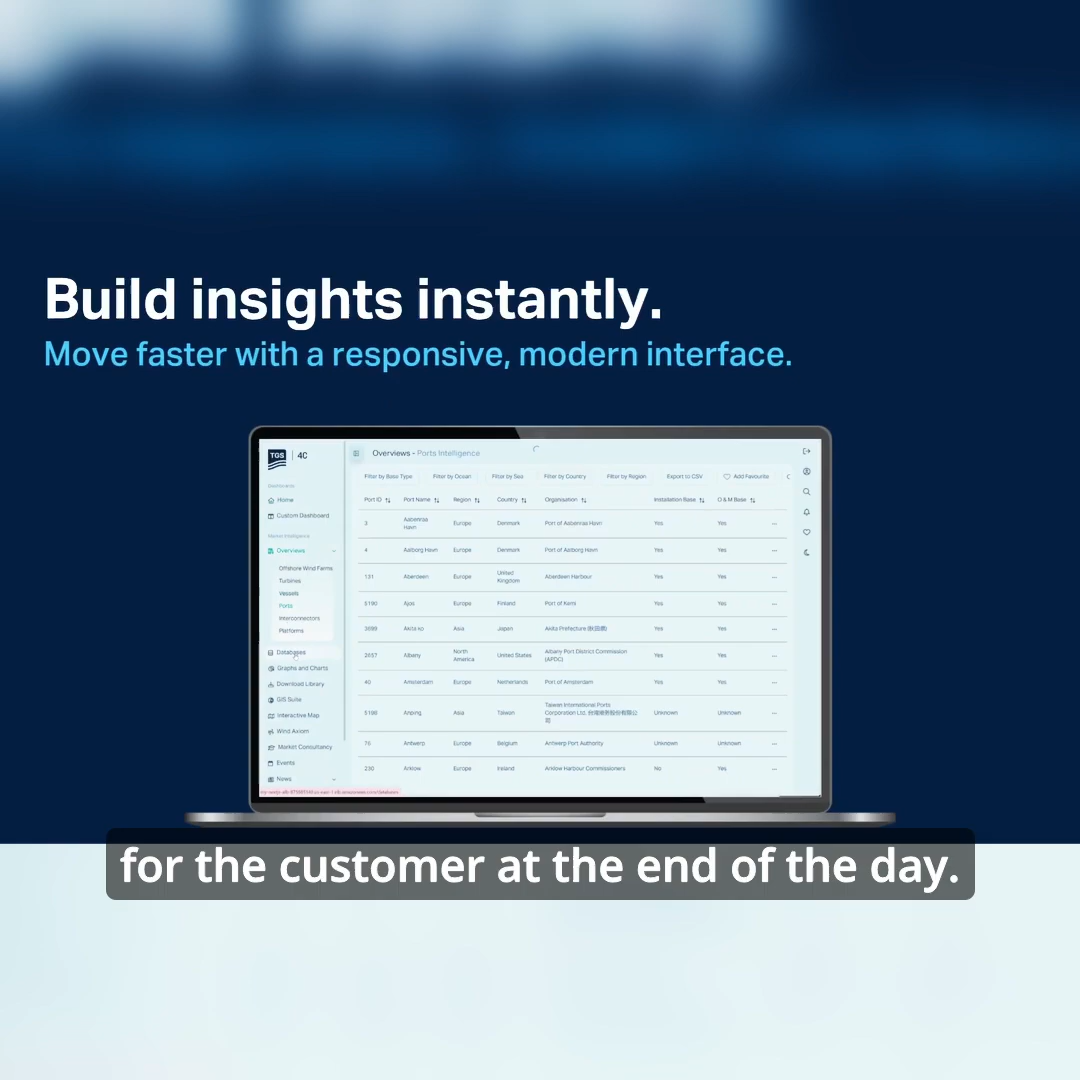 Build insights instantly.
Move faster with a responsive, modern interface.
TGS | 4C
Overviews - Ports Intelligence
Filter by Base Type
Filter by Ocean
Filter by Sea
Filter by Country
Filter by Region
Export to CSV
Add Favourite
Home
Custom Dashboard
Market Intelligence
Overviews
Offshore Wind Farms
Turbines
Vessels
Ports
Interconnectors
Platforms
Databases
Graphs and Charts
Download Library
GIS Suite
Interactive Map
Wind Axiom
Market Consultancy
Events
News
Port ID Port Name Region Country Organisation Installation Base O & M Base
3 Aabenraa Havn Europe Denmark Port of Aabenraa Havn Yes Yes
4 Aalborg Havn Europe Denmark Port of Aalborg Havn Yes Yes
131 Aberdeen Europe United Kingdom Aberdeen Harbour Yes Yes
5190 Ajos Europe Finland Port of Kemi Yes Yes
Akita ko Asia Japan Akita Prefecture Yes Yes
2657 Albany North America United States Albany Port District Commission (APDC) Yes Yes
40 Amsterdam Europe Netherlands Port of Amsterdam Yes Yes
Anping Asia Taiwan Taiwan International Ports Corporation Ltd. Unknown Unknown
76 Antwerp Europe Belgium Antwerp Port Authority Unknown Unknown
230 Arklow Europe Ireland Arklow Harbour Commissioners No Yes
for the customer at the end of the day.